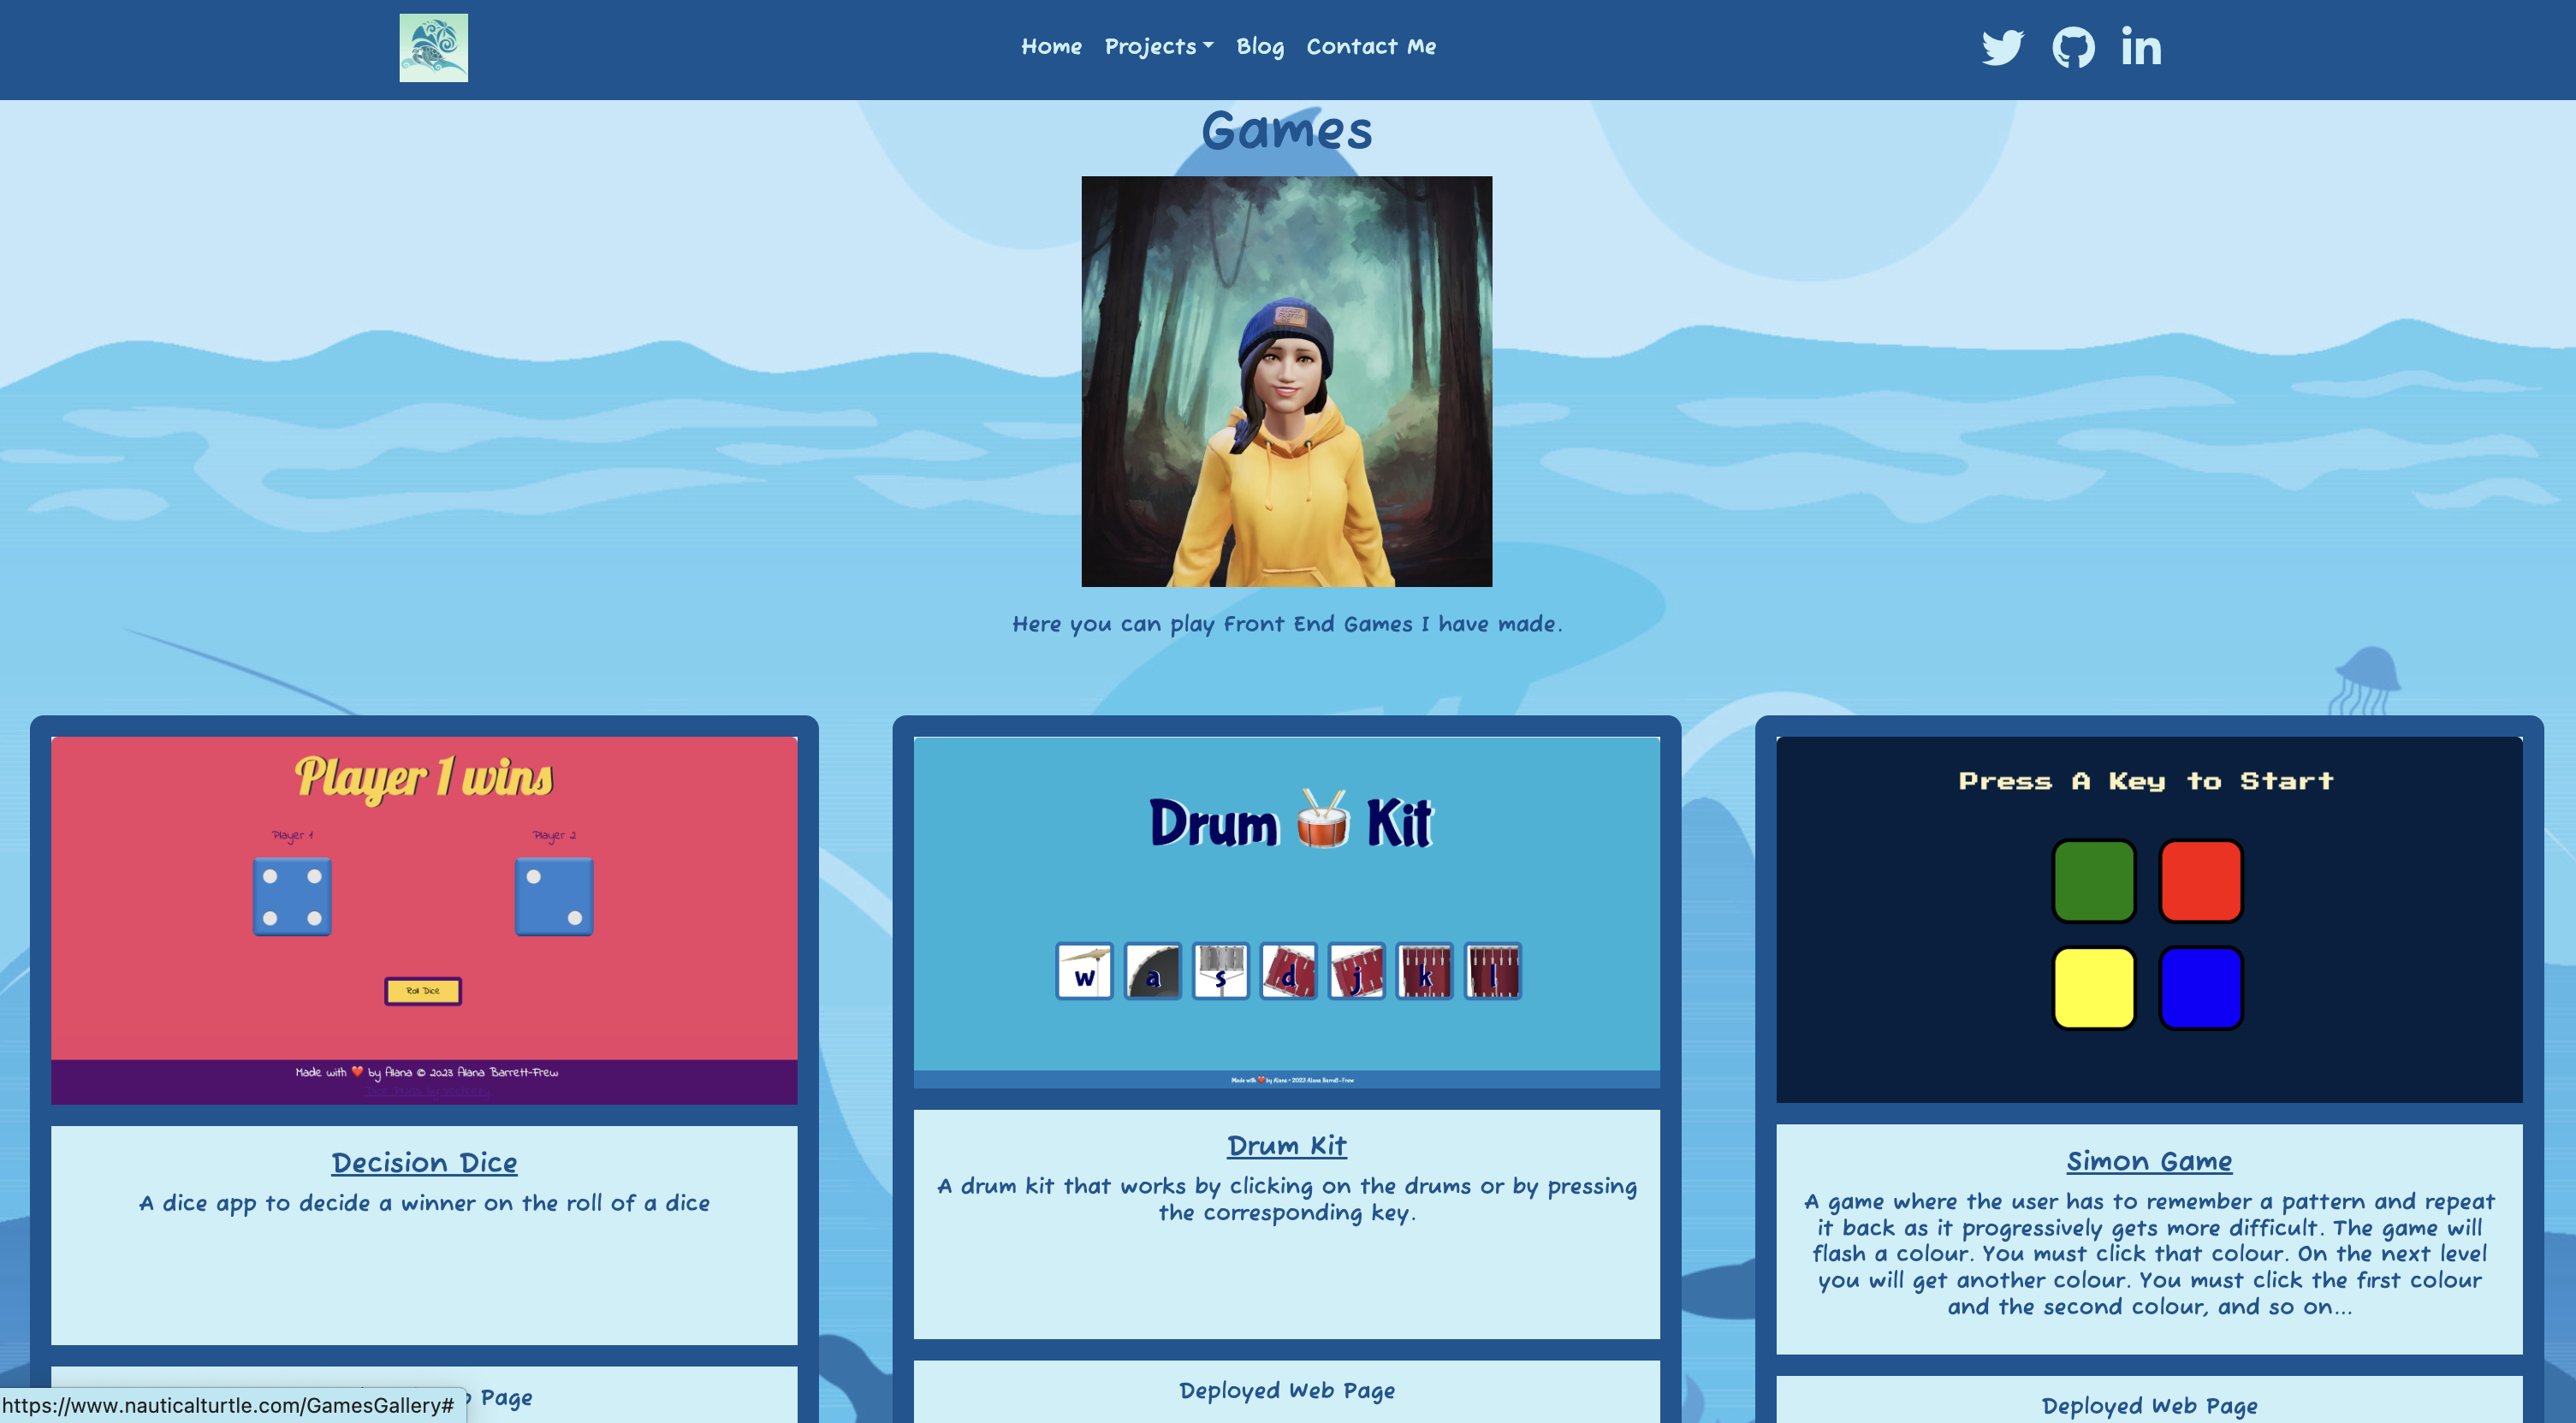 Home Projects Blog Contact Me
Games
Here you can play Front End Games I have made.
Player 1 wins
Player 1
Player 2
Roll Dice
Made with ❤️ by Alana © 2023 Alana Barrett-Frew
Decision Dice
A dice app to decide a winner on the roll of a dice
Page
Drum 🥁 Kit
w a s d j k l
Made with ❤️ by Alana © 2023 Alana Barrett-Frew
Drum Kit
A drum kit that works by clicking on the drums or by pressing
the corresponding key.
Deployed Web Page
Press A Key to Start
Simon Game
A game where the user has to remember a pattern and repeat
it back as it progressively gets more difficult. The game will
flash a colour. You must click that colour. On the next level
you will get another colour. You must click the first colour
and the second colour, and so on...
Deployed Web Page
https://www.nauticalturtle.com/GamesGallery#